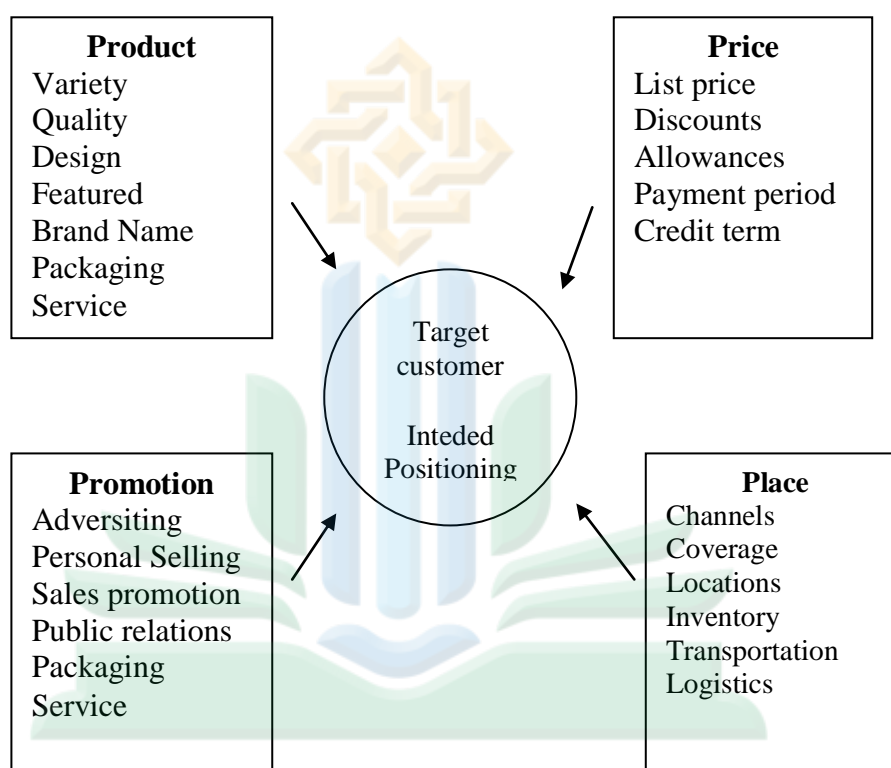 Product
Variety
Quality
Design
Featured
Brand Name
Packaging
Service
Price
List price
Discounts
Allowances
Payment period
Credit term
Target
customer
Inteded
Positioning
Promotion
Adversiting
Personal Selling
Sales promotion
Public relations
Packaging
Service
Place
Channels
Coverage
Locations
Inventory
Transportation
Logistics